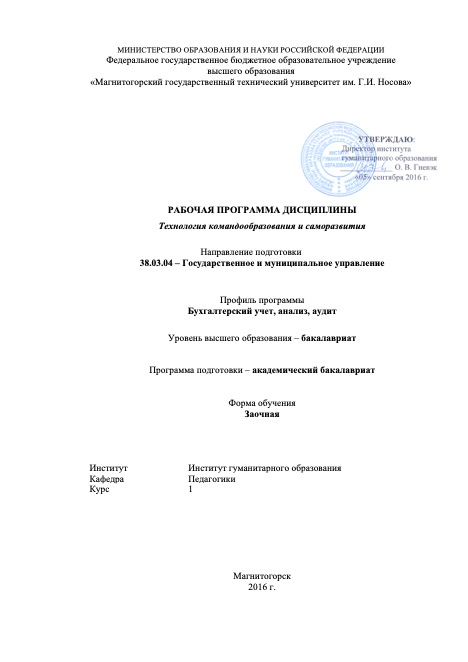 МИНИСТЕРСТВО ОБРАЗОВАНИЯ И НАУКИ РОССИЙСКОЙ ФЕДЕРАЦИИ
Федеральное государственное бюджетное образовательное учреждение
высшего образования
«Магнитогорский государственный технический университет им. Г.И. Носова»
УТВЕРЖДАЮ:
Директор института
гуманитарного образования
О. В. Гневэк
«05» сентября 2016 г.
РАБОЧАЯ ПРОГРАММА ДИСЦИПЛИНЫ
Технология командообразования и саморазвития
Направление подготовки
38.03.04 – Государственное и муниципальное управление
Профиль программы
Бухгалтерский учет, анализ, аудит
Уровень высшего образования – бакалавриат
Программа подготовки – академический бакалавриат
Форма обучения
Заочная
Институт Институт гуманитарного образования
Кафедра Педагогики
Курс 1
Магнитогорск
2016 г.